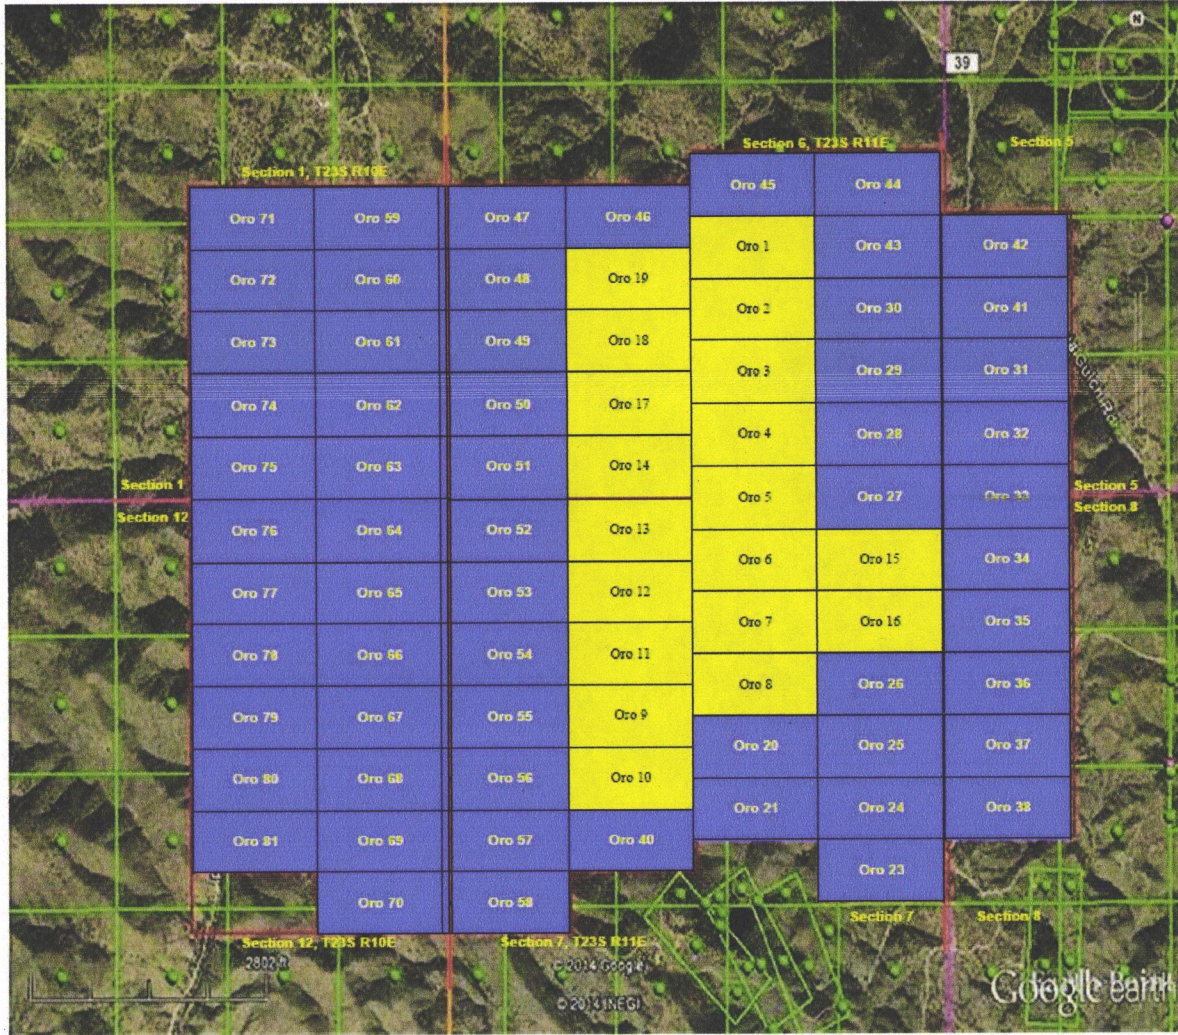 N
39
Section 6, T23S R11E
Section 5
Section 1, T23S R10E
Oro 45 Oro 44
Oro 71 Oro 59 Oro 47 Oro 46
Oro 1 Oro 43 Oro 42
Oro 72 Oro 60 Oro 48 Oro 19
Oro 2 Oro 30 Oro 41
Oro 73 Oro 61 Oro 49 Oro 18
Oro 3 Oro 29 Oro 31
Oro 74 Oro 62 Oro 50 Oro 17
Oro 4 Oro 28 Oro 32
Oro 75 Oro 63 Oro 51 Oro 14
Section 1
Section 5
Oro 5 Oro 27 Oro 33
Section 12
Section 8
Oro 76 Oro 64 Oro 52 Oro 13
Oro 6 Oro 15 Oro 34
Oro 77 Oro 65 Oro 53 Oro 12
Oro 7 Oro 16 Oro 35
Oro 78 Oro 66 Oro 54 Oro 11
Oro 8 Oro 26 Oro 36
Oro 79 Oro 67 Oro 55 Oro 9
Oro 20 Oro 25 Oro 37
Oro 80 Oro 68 Oro 56 Oro 10
Oro 21 Oro 24 Oro 38
Oro 81 Oro 69 Oro 57 Oro 40
Oro 23
Oro 70 Oro 58
Section 7 Section 8
Section 12, T23S R10E Section 7, T23S R11E
2802 ft
© 2014 Google
© 2014 INEGI
Google earth